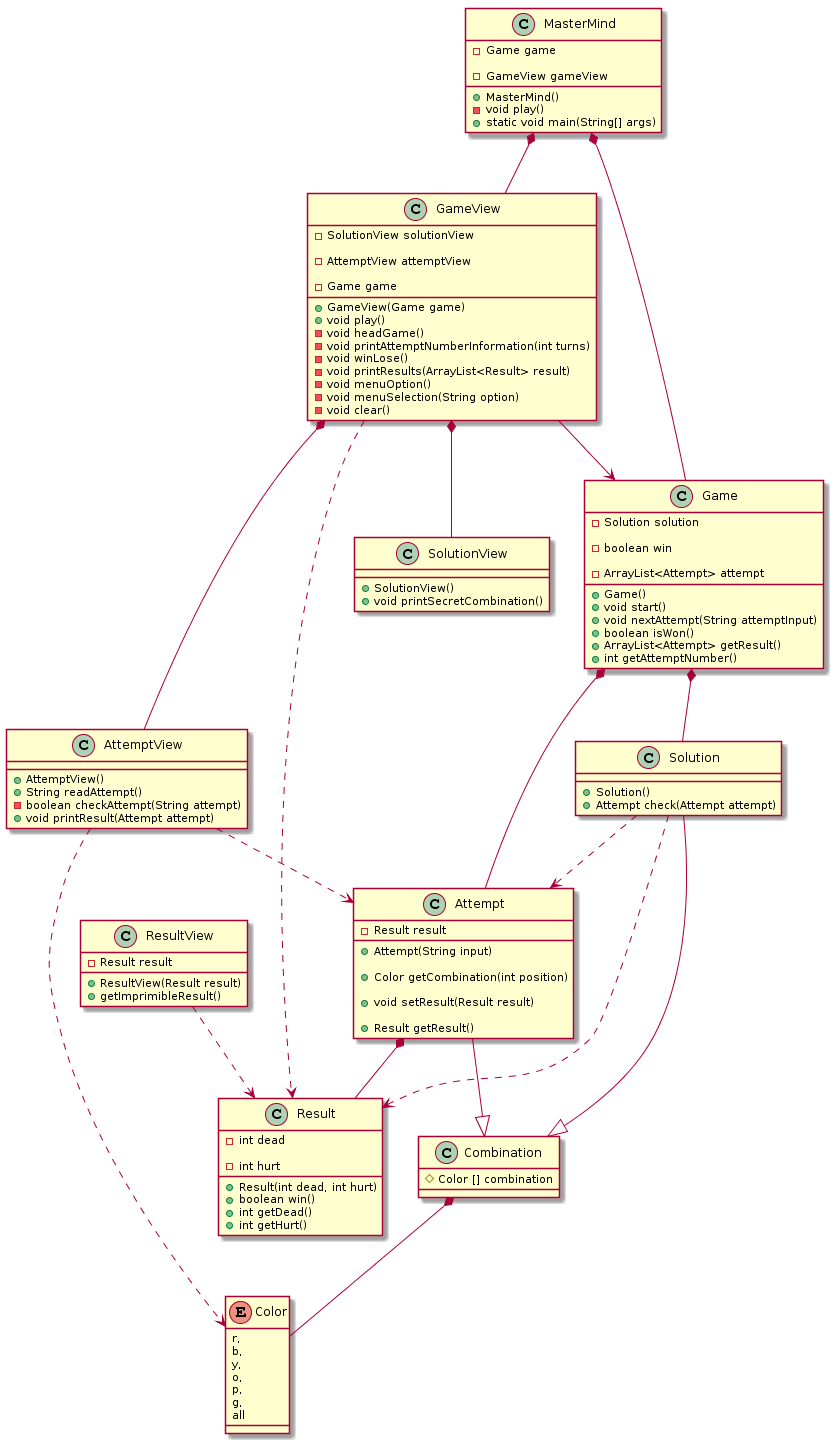 C MasterMind
Game game
GameView gameView
MasterMind()
void play()
static void main(String[] args)
C GameView
SolutionView solutionView
AttemptView attemptView
Game game
GameView(Game game)
void play()
void headGame()
void printAttemptNumberInformation(int turns)
void winLose()
void printResults(ArrayList<Result> result)
void menuOption()
void menuSelection(String option)
void clear()
C Game
Solution solution
boolean win
ArrayList<Attempt> attempt
Game()
void start()
void nextAttempt(String attemptInput)
boolean isWon()
ArrayList<Attempt> getResult()
int getAttemptNumber()
C SolutionView
SolutionView()
void printSecretCombination()
C AttemptView
AttemptView()
String readAttempt()
boolean checkAttempt(String attempt)
void printResult(Attempt attempt)
C Solution
Solution()
Attempt check(Attempt attempt)
C Attempt
Result result
Attempt(String input)
Color getCombination(int position)
void setResult(Result result)
Result getResult()
C ResultView
Result result
ResultView(Result result)
getImprimibleResult()
C Result
int dead
int hurt
Result(int dead, int hurt)
boolean win()
int getDead()
int getHurt()
C Combination
Color [] combination
E Color
r,
b,
y,
o,
p,
g,
all